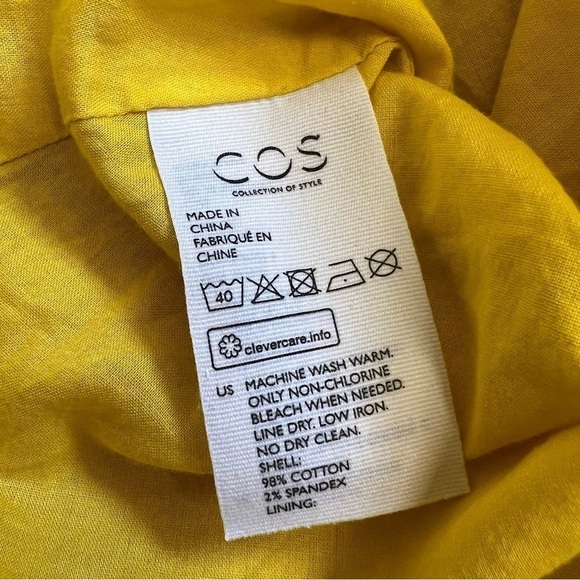 COS
COLLECTION OF STYLE
MADE IN
CHINA
FABRIQUÉ EN
CHINE
40
clevercare.info
US MACHINE WASH WARM.
ONLY NON-CHLORINE
BLEACH WHEN NEEDED.
LINE DRY. LOW IRON.
NO DRY CLEAN.
SHELL:
98% COTTON
2% SPANDEX
LINING: